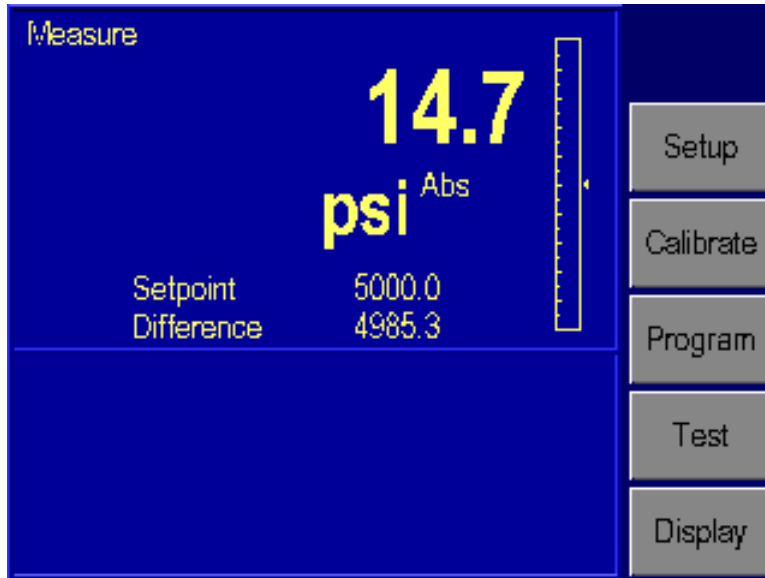 Measure
14.7
psi Abs
Setpoint 5000.0
Difference 4985.3
Setup
Calibrate
Program
Test
Display